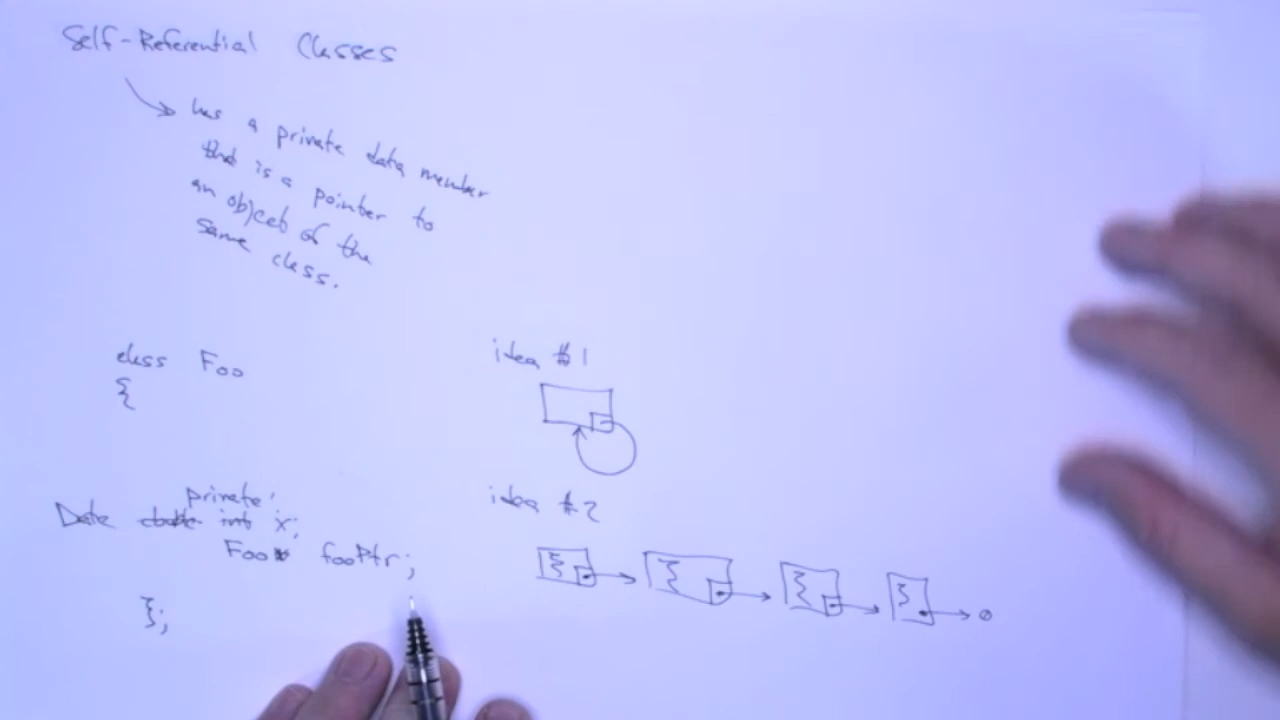 Self-Referential Classes
has a private data member
that is a pointer to
an object of the
same class.
class Foo
{
private:
Date double int x;
Foo* fooPtr;
};
idea #1
idea #2